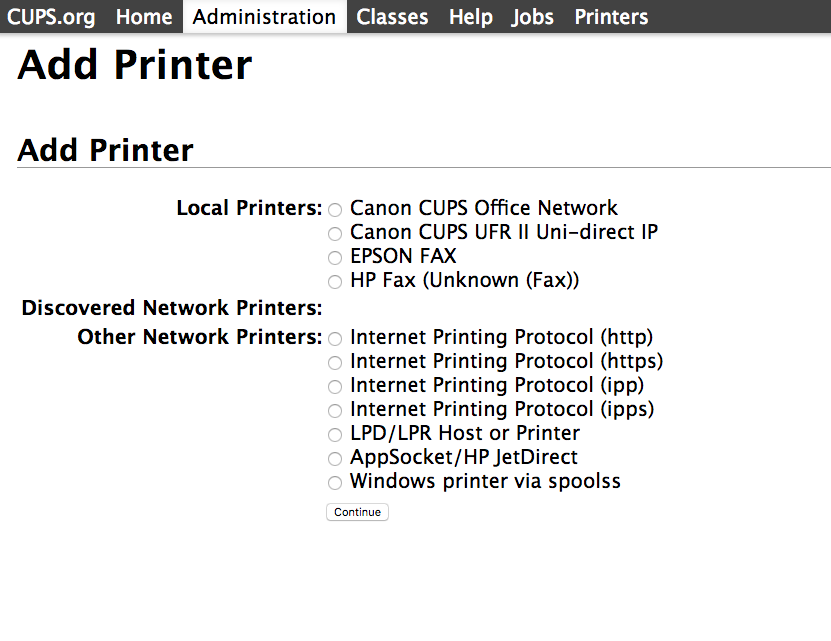 CUPS.org Home Administration Classes Help Jobs Printers
Add Printer
Add Printer
Local Printers: Canon CUPS Office Network
Canon CUPS UFR II Uni-direct IP
EPSON FAX
HP Fax (Unknown (Fax))
Discovered Network Printers:
Other Network Printers: Internet Printing Protocol (http)
Internet Printing Protocol (https)
Internet Printing Protocol (ipp)
Internet Printing Protocol (ipps)
LPD/LPR Host or Printer
AppSocket/HP JetDirect
Windows printer via spoolss
Continue